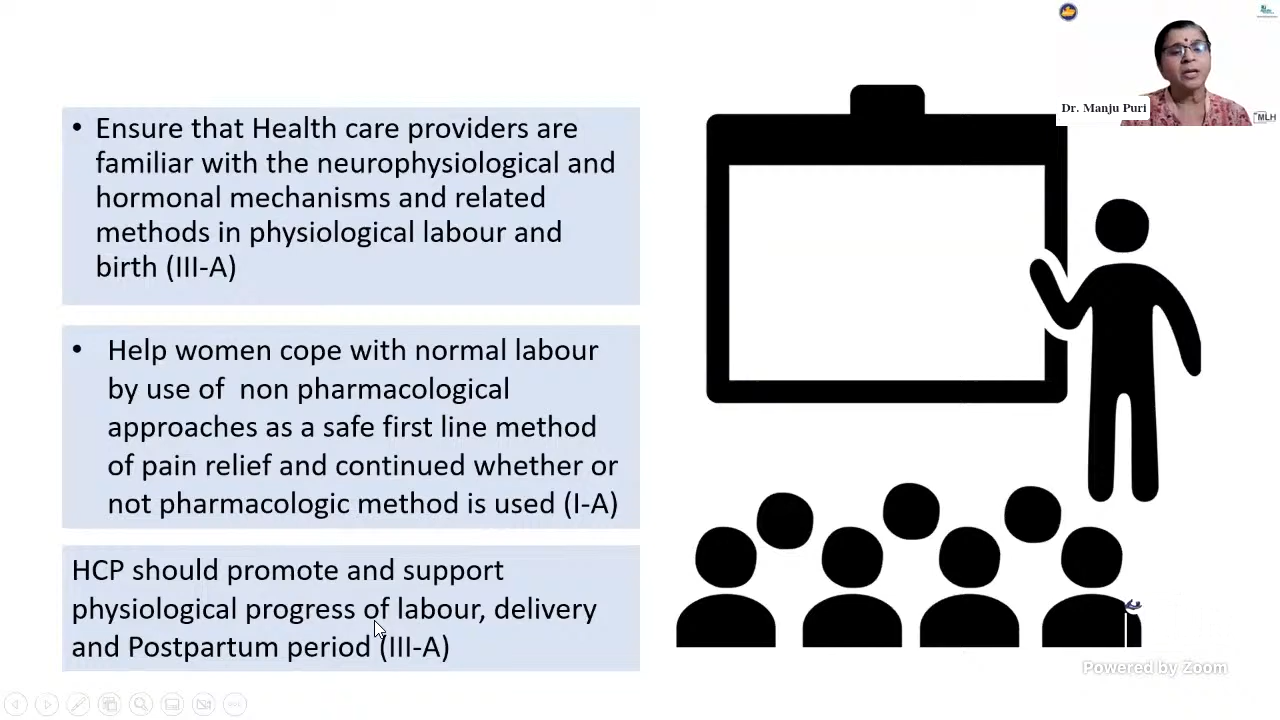 • Ensure that Health care providers are
familiar with the neurophysiological and
hormonal mechanisms and related
methods in physiological labour and
birth (III-A)
• Help women cope with normal labour
by use of non pharmacological
approaches as a safe first line method
of pain relief and continued whether or
not pharmacologic method is used (I-A)
HCP should promote and support
physiological progress of labour, delivery
and Postpartum period (III-A)
Dr. Manju Puri
MLH
Powered by Zoom